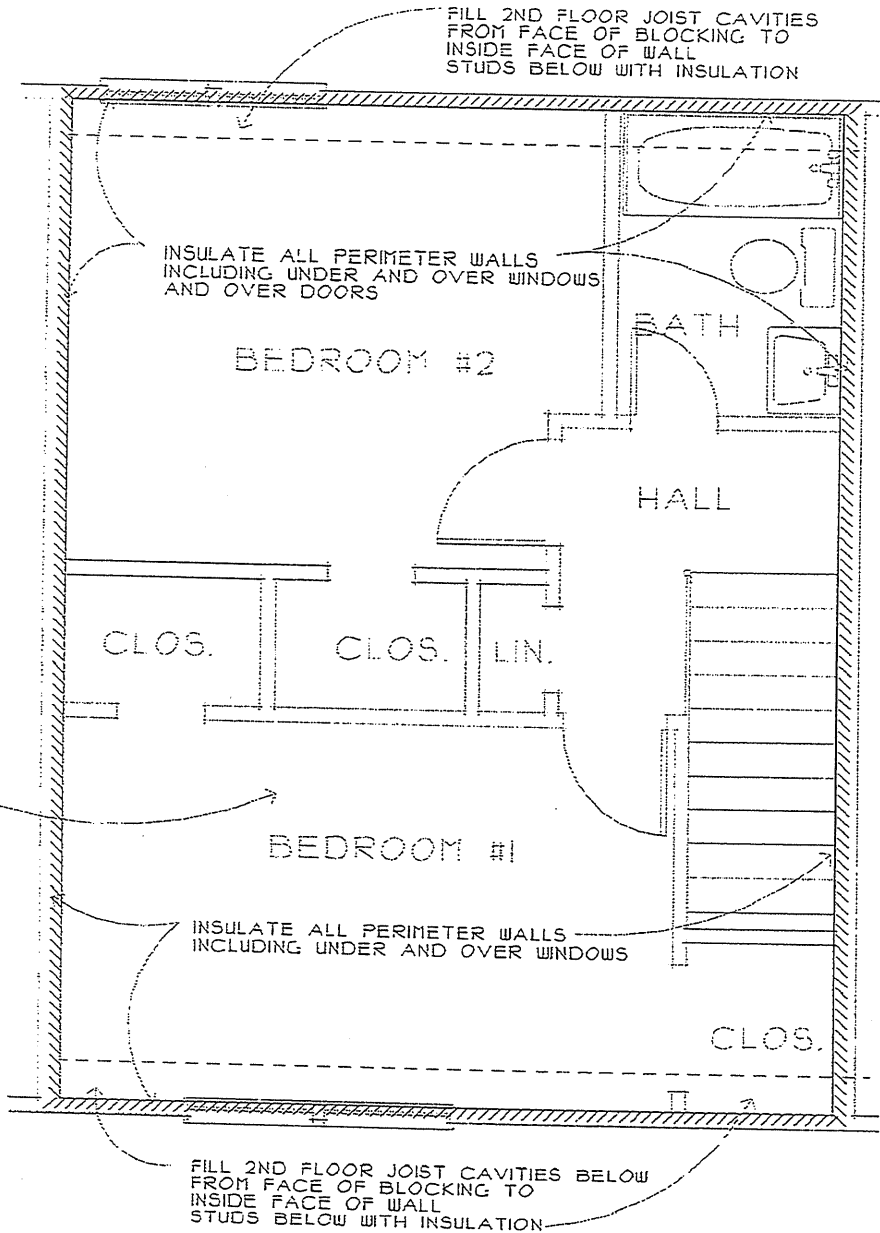 FILL 2ND FLOOR JOIST CAVITIES
FROM FACE OF BLOCKING TO
INSIDE FACE OF WALL
STUDS BELOW WITH INSULATION
INSULATE ALL PERIMETER WALLS
INCLUDING UNDER AND OVER WINDOWS
AND OVER DOORS
BATH
BEDROOM #2
HALL
CLOS.
CLOS.
LIN.
BEDROOM #1
INSULATE ALL PERIMETER WALLS
INCLUDING UNDER AND OVER WINDOWS
CLOS.
FILL 2ND FLOOR JOIST CAVITIES BELOW
FROM FACE OF BLOCKING TO
INSIDE FACE OF WALL
STUDS BELOW WITH INSULATION